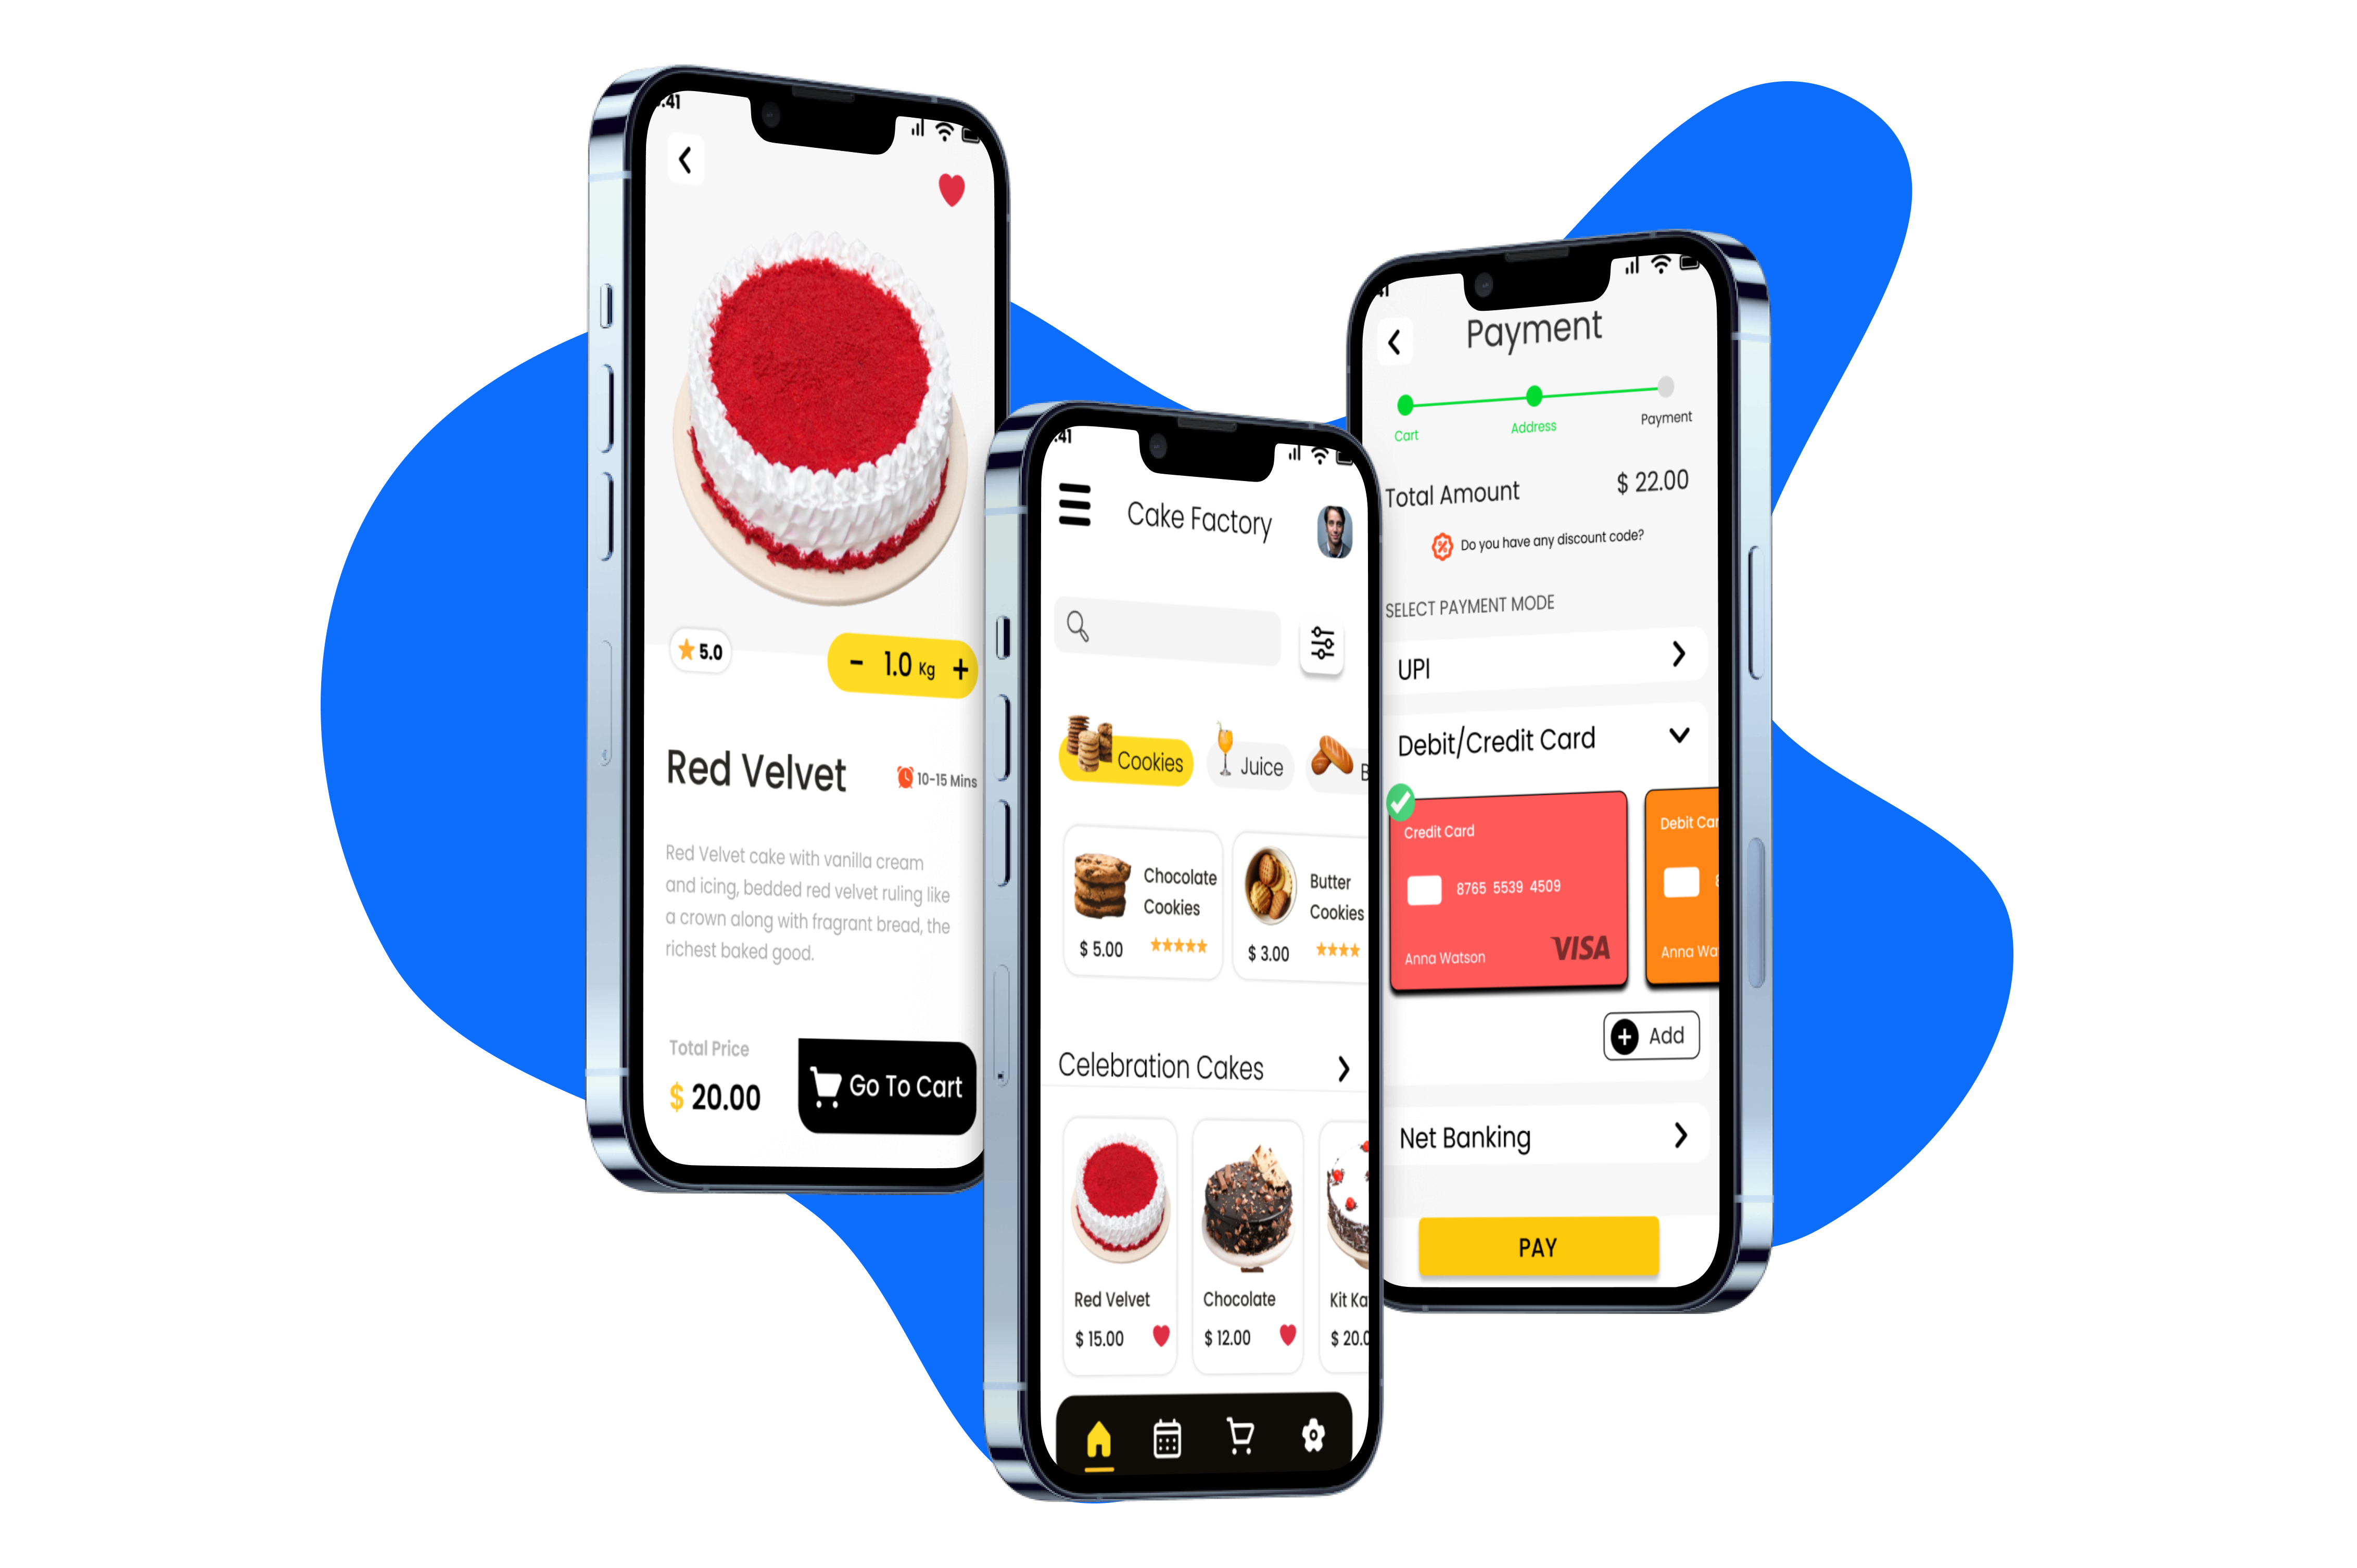 :41
5.0
- 1.0 Kg +
Red Velvet
10-15 Mins
Red Velvet cake with vanilla cream
and icing, bedded red velvet ruling like
a crown along with fragrant bread, the
richest baked good.
Total Price
$ 20.00
Go To Cart
:41
Cake Factory
Cookies
Juice
B
Chocolate
Cookies
$ 5.00
Butter
Cookies
$ 3.00
Celebration Cakes
Red Velvet
$ 15.00
Chocolate
$ 12.00
Kit Ka
$ 20.0
41
Payment
Cart
Address
Payment
Total Amount
$ 22.00
Do you have any discount code?
SELECT PAYMENT MODE
UPI
Debit/Credit Card
Credit Card
8765 5539 4509
Anna Watson
VISA
Debit Car
Anna Wa
Add
Net Banking
PAY